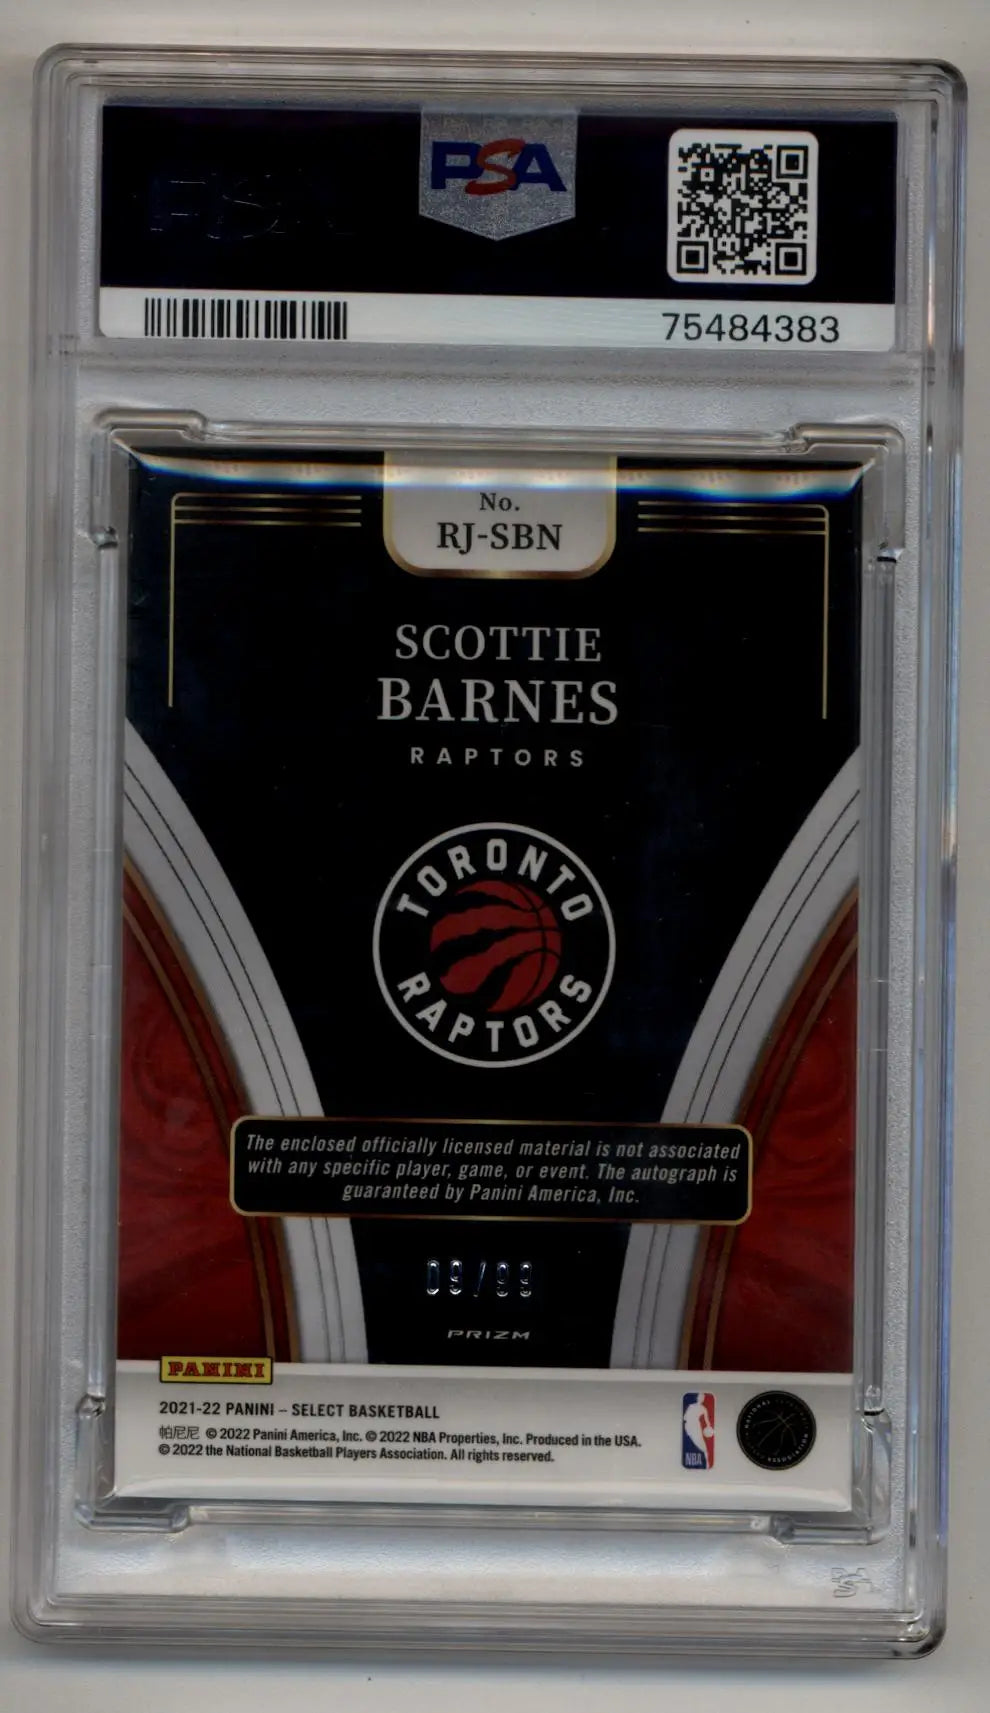 PSA
PSA
75484383
No.
RJ-SBN
SCOTTIE
BARNES
RAPTORS
TORONTO
RAPTORS
The enclosed officially licensed material is not associated
with any specific player, game, or event. The autograph is
guaranteed by Panini America, Inc.
09/99
PRIZM
PANINI
2021-22 PANINI – SELECT BASKETBALL
帕尼尼 © 2022 Panini America, Inc. © 2022 NBA Properties, Inc. Produced in the USA.
© 2022 the National Basketball Players Association. All rights reserved.
NBA